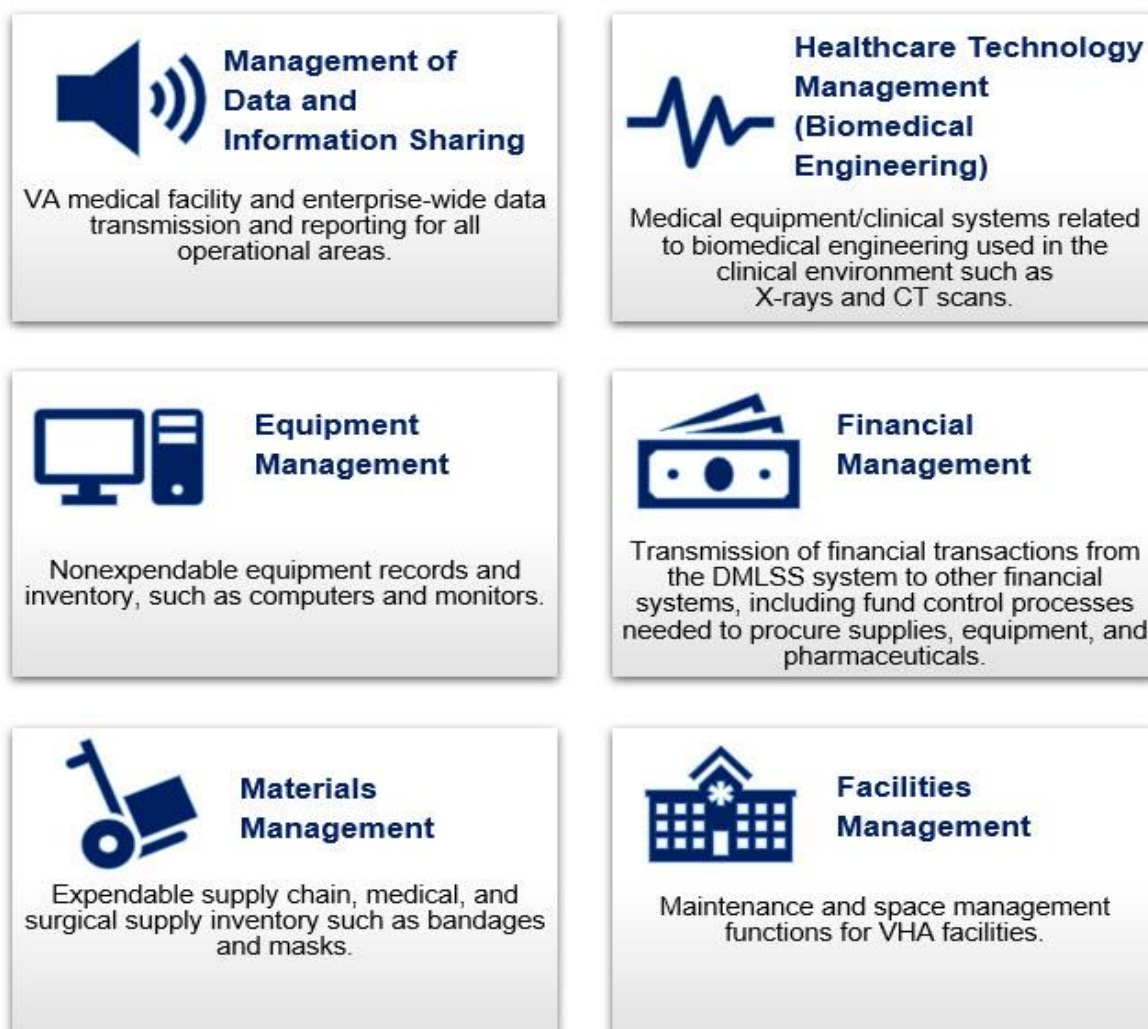 Management of
Data and
Information Sharing
VA medical facility and enterprise-wide data
transmission and reporting for all
operational areas.
Healthcare Technology
Management
(Biomedical
Engineering)
Medical equipment/clinical systems related
to biomedical engineering used in the
clinical environment such as
X-rays and CT scans.
Equipment
Management
Nonexpendable equipment records and
inventory, such as computers and monitors.
Financial
Management
Transmission of financial transactions from
the DMLSS system to other financial
systems, including fund control processes
needed to procure supplies, equipment, and
pharmaceuticals.
Materials
Management
Expendable supply chain, medical, and
surgical supply inventory such as bandages
and masks.
Facilities
Management
Maintenance and space management
functions for VHA facilities.